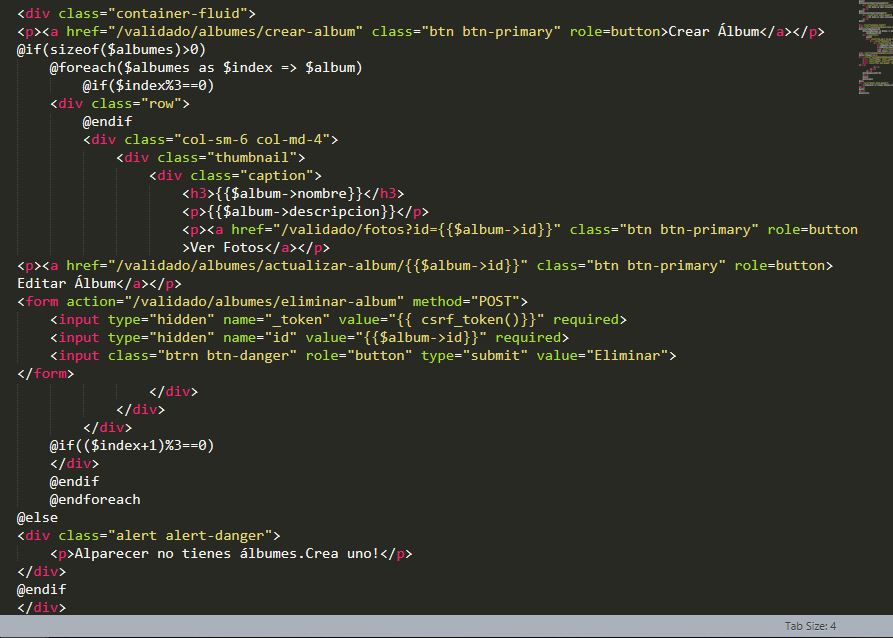 <div class="container-fluid">
<p><a href="/validado/albumes/crear-album" class="btn btn-primary" role=button>Crear Álbum</a></p>
@if(sizeof($albumes)>0)
@foreach($albumes as $index => $album)
@if($index%3==0)
<div class="row">
@endif
<div class="col-sm-6 col-md-4">
<div class="thumbnail">
<div class="caption">
<h3>{{$album->nombre}}</h3>
<p>{{$album->descripcion}}</p>
<p><a href="/validado/fotos?id={{$album->id}}" class="btn btn-primary" role=button
>Ver Fotos</a></p>
<p><a href="/validado/albumes/actualizar-album/{{$album->id}}" class="btn btn-primary" role=button>
Editar Álbum</a></p>
<form action="/validado/albumes/eliminar-album" method="POST">
<input type="hidden" name="_token" value="{{ csrf_token()}}" required>
<input type="hidden" name="id" value="{{$album->id}}" required>
<input class="btrn btn-danger" role="button" type="submit" value="Eliminar">
</form>
</div>
</div>
</div>
@if(($index+1)%3==0)
</div>
@endif
@endforeach
@else
<div class="alert alert-danger">
<p>Alparecer no tienes álbumes.Crea uno!</p>
</div>
@endif
</div>
Tab Size: 4